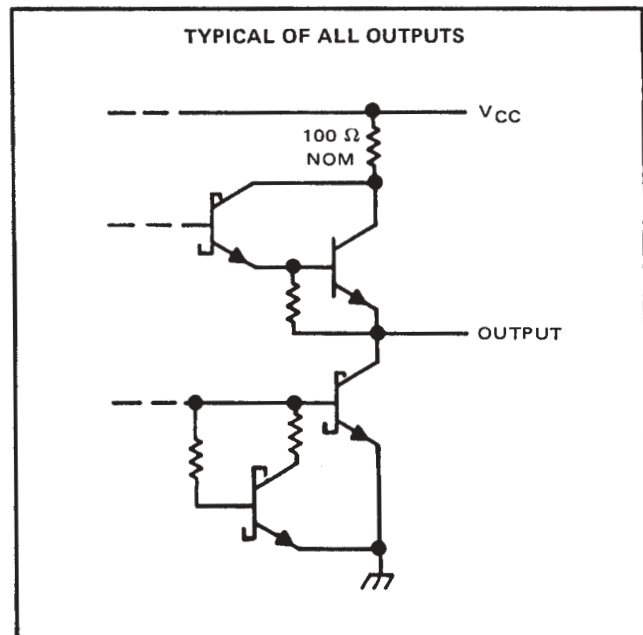 TYPICAL OF ALL OUTPUTS
VCC
100 Ω
NOM
OUTPUT